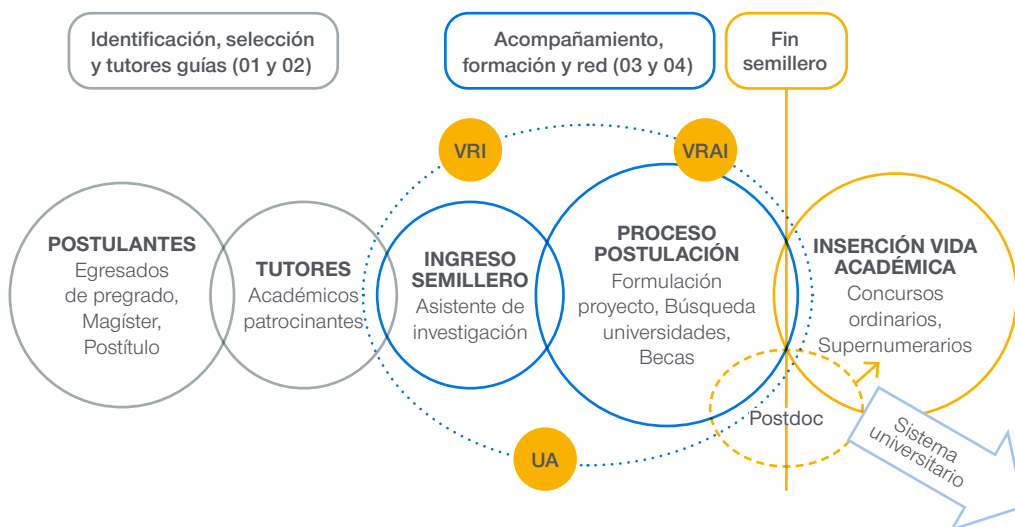 Identificación, selección
y tutores guías (01 y 02)
Acompañamiento,
formación y red (03 y 04)
Fin
semillero
VRI
VRAI
POSTULANTES
Egresados
de pregrado,
Magíster,
Postítulo
TUTORES
Académicos
patrocinantes
INGRESO
SEMILLERO
Asistente de
investigación
PROCESO
POSTULACIÓN
Formulación
proyecto, Búsqueda
universidades,
Becas
INSERCIÓN VIDA
ACADÉMICA
Concursos
ordinarios,
Supernumerarios
Postdoc
Sistema
universitario
UA